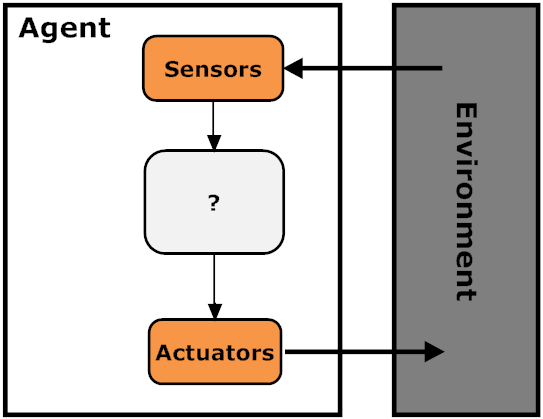 Agent
Sensors
?
Actuators
Environment